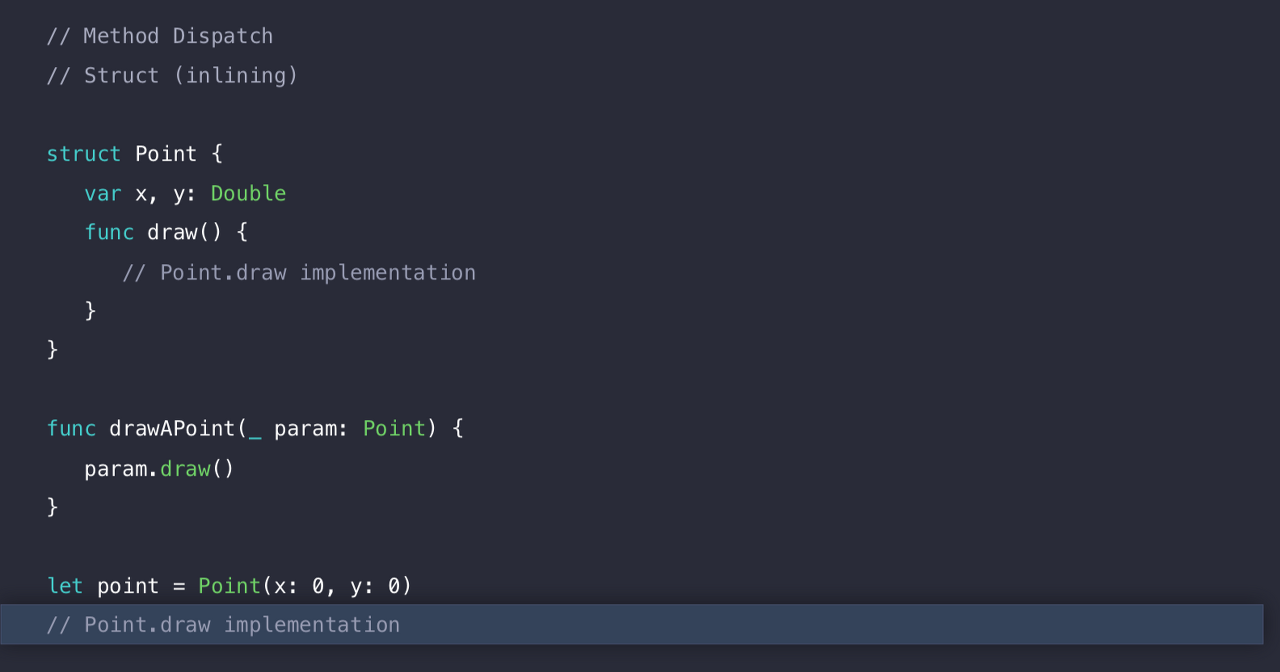 // Method Dispatch
// Struct (inlining)
struct Point {
   var x, y: Double
   func draw() {
      // Point.draw implementation
   }
}
func drawAPoint(_ param: Point) {
   param.draw()
}
let point = Point(x: 0, y: 0)
// Point.draw implementation